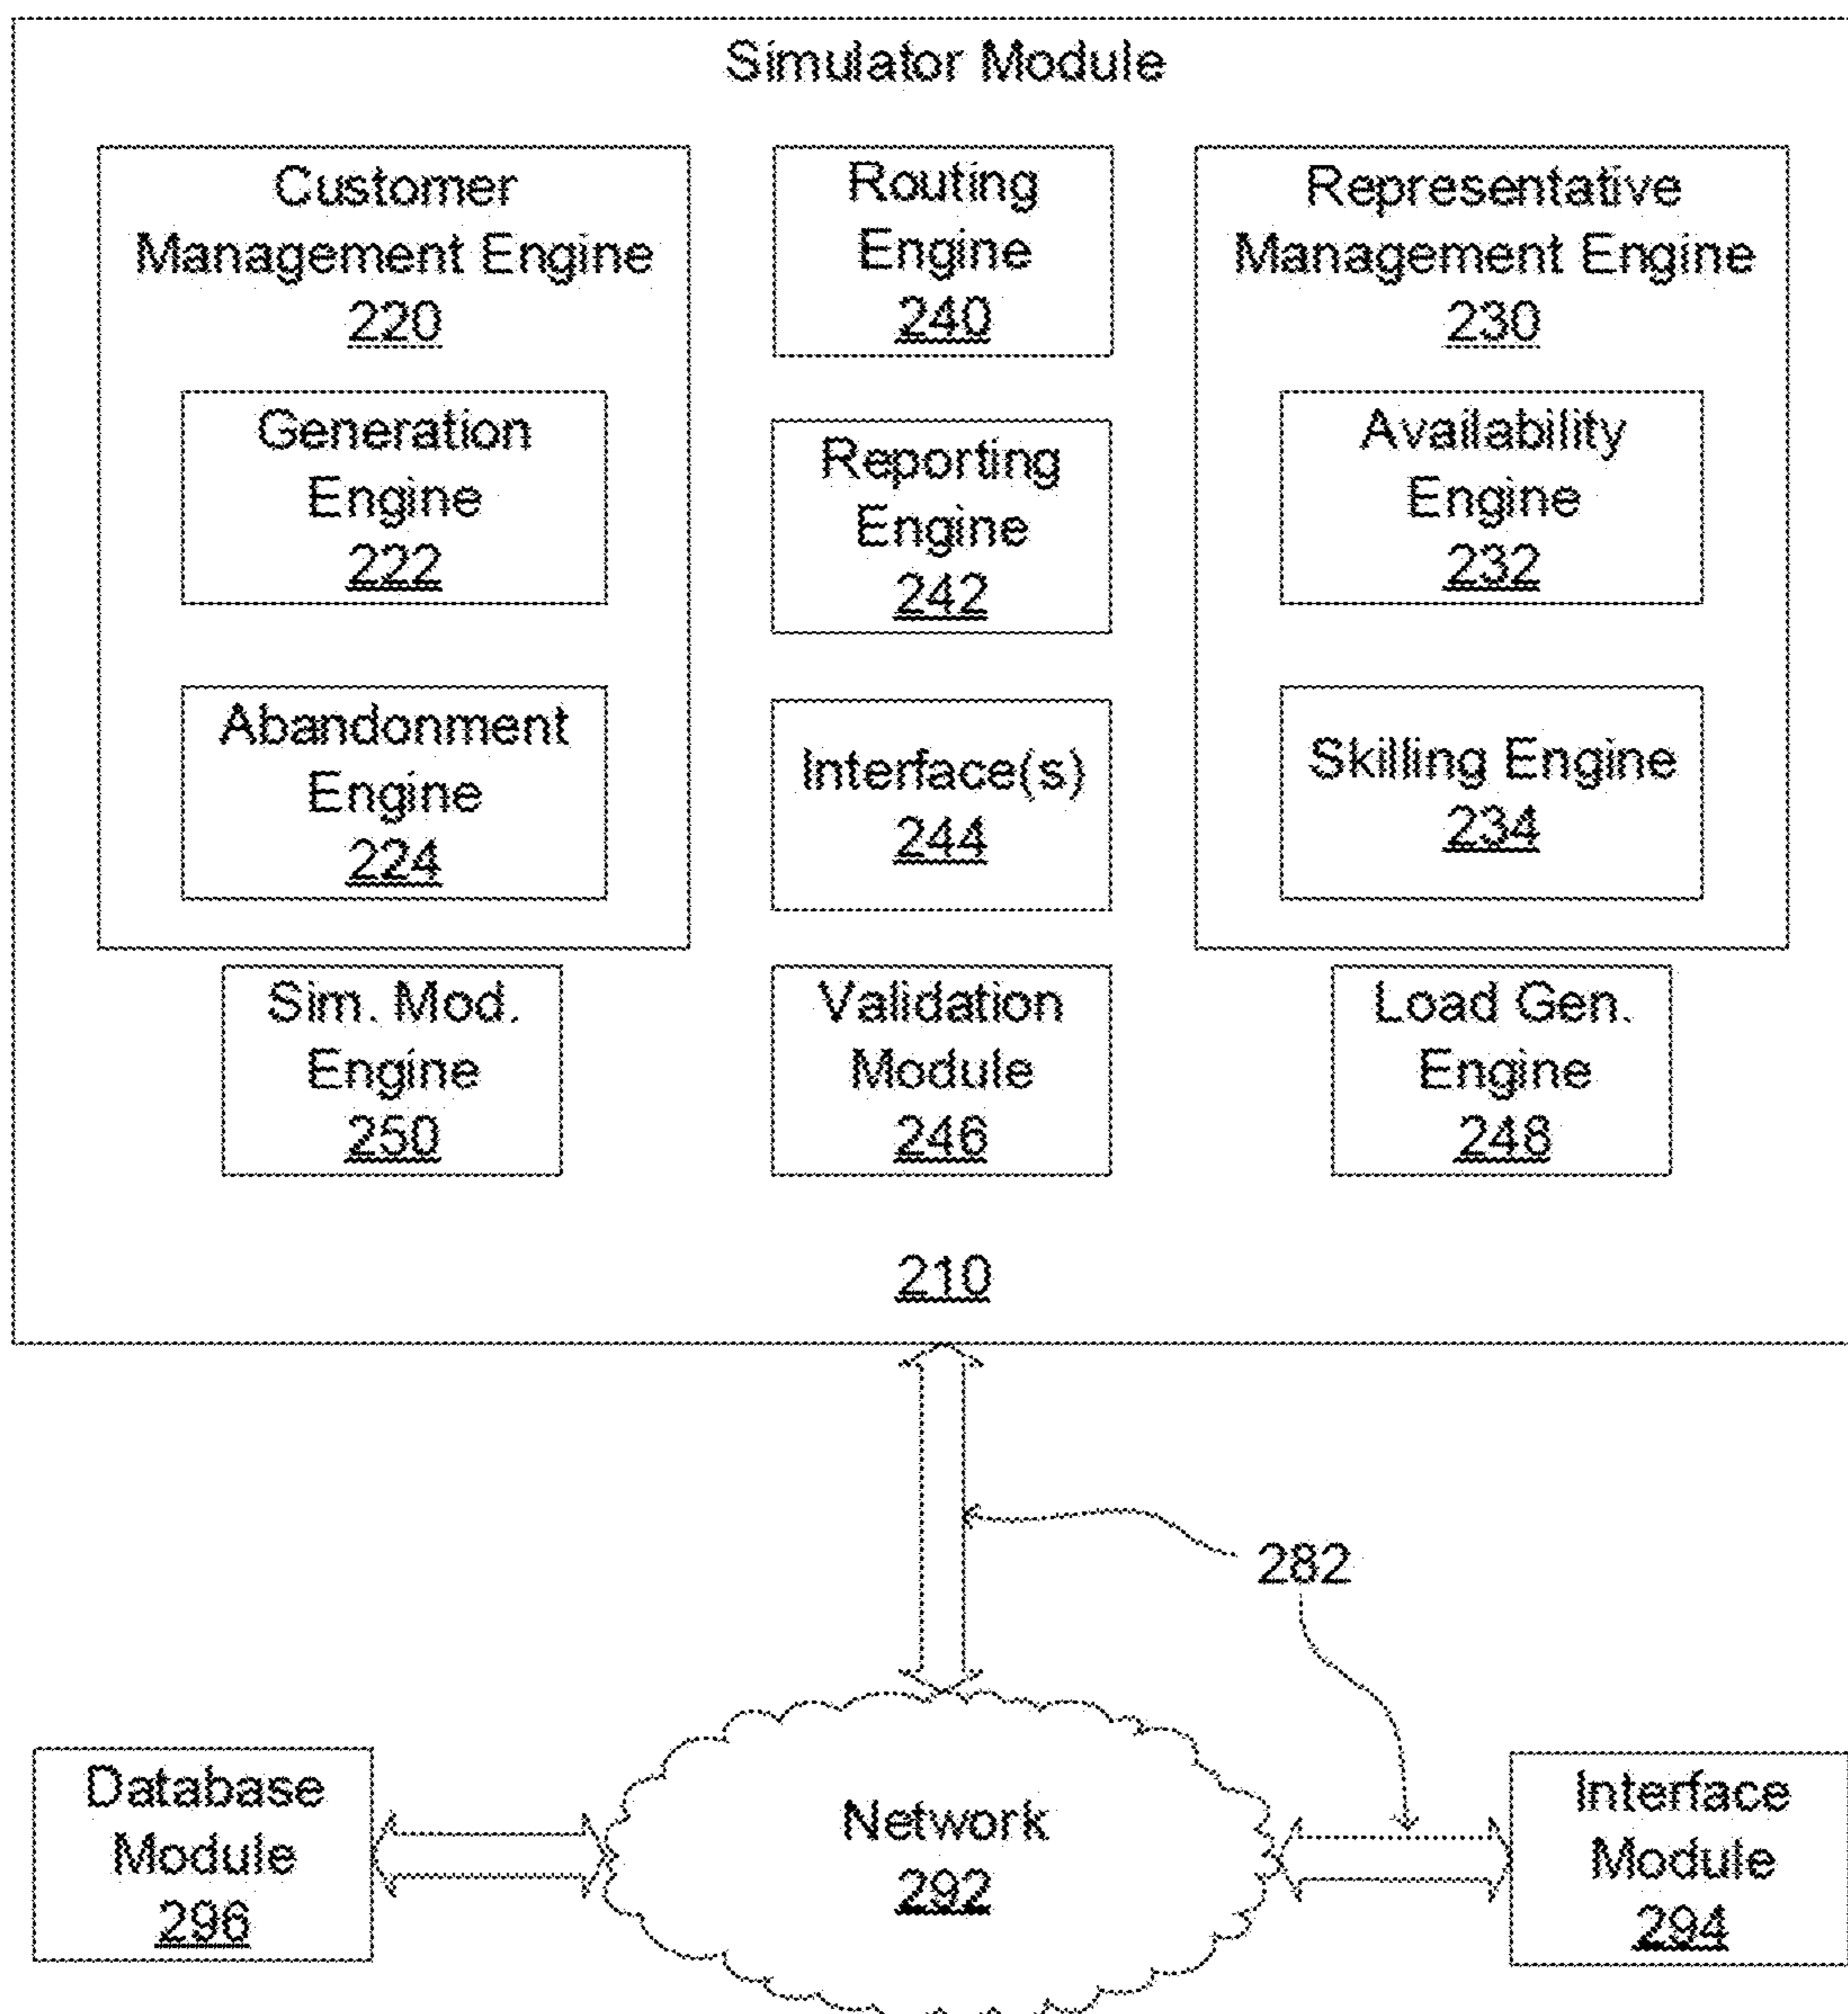 Simulator Module
Customer
Management Engine
220
Generation
Engine
222
Abandonment
Engine
224
Routing
Engine
240
Reporting
Engine
242
Interface(s)
244
Representative
Management Engine
230
Availability
Engine
232
Skilling Engine
234
Sim. Mod.
Engine
250
Validation
Module
246
Load Gen.
Engine
248
210
282
Database
Module
296
Network
292
Interface
Module
294